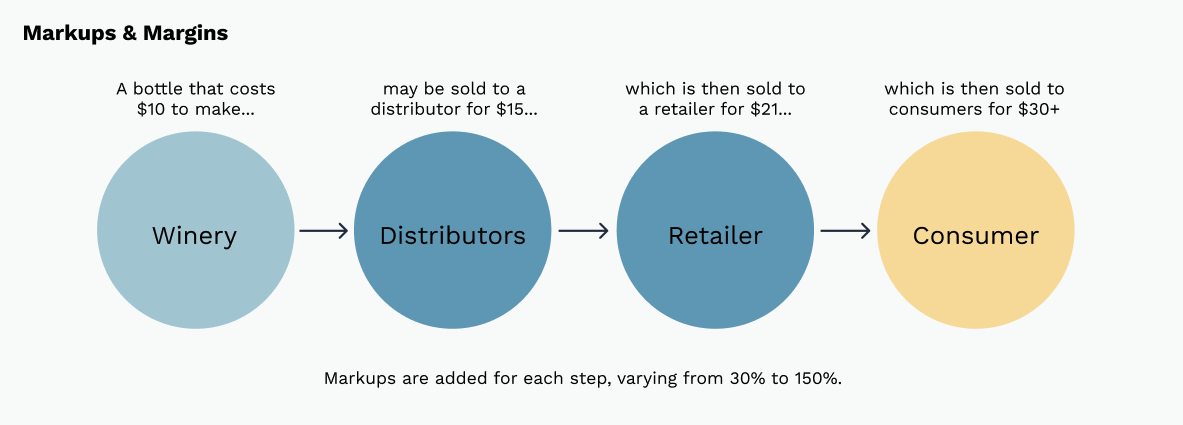 Markups & Margins
A bottle that costs
$10 to make...
may be sold to a
distributor for $15...
which is then sold to
a retailer for $21...
which is then sold to
consumers for $30+
Winery
Distributors
Retailer
Consumer
Markups are added for each step, varying from 30% to 150%.